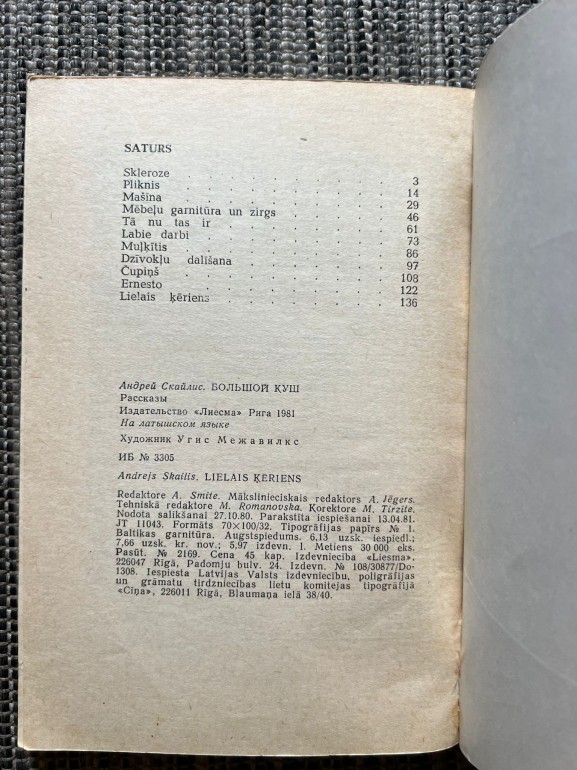 SATURS
Skleroze . . . . . . . . . 3
Pliknis . . . . . . . . . 14
Mašīna . . . . . . . . . 29
Mēbeļu garnitūra un zirgs . . . . . 46
Tā nu tas ir . . . . . . . . 61
Labie darbi . . . . . . . . 73
Muļķītis . . . . . . . . . 86
Dzīvokļu dalīšana . . . . . . . 97
Čupiņš . . . . . . . . . 108
Ernesto . . . . . . . . . 122
Lielais ķēriens . . . . . . . 136
Андрей Скайлис. БОЛЬШОЙ КУШ
Рассказы
Издательство «Лиесма» Рига 1981
На латышском языке
Художник Угис Межавилкс
ИБ № 3305
Andrejs Skailis. LIELAIS ĶĒRIENS
Redaktore A. Smite. Mākslinieciskais redaktors A. Jēgers.
Tehniskā redaktore M. Romanovska. Korektore M. Tīrzīte.
Nodota salikšanai 27.10.80. Parakstīta iespiešanai 13.04.81.
JT 11043. Formāts 70×100/32. Tipogrāfijas papīrs № 1.
Baltikas garnitūra. Augstspiedums. 6,13 uzsk. iespiedl.;
7,66 uzsk. kr. nov.; 5,97 izdevn. l. Metiens 30 000 eks.
Pasūt. № 2169. Cena 45 kap. Izdevniecība «Liesma»,
226047 Rīgā, Padomju bulv. 24. Izdevn. № 108/30877/Do-
1308. Iespiesta Latvijas Valsts izdevniecību, poligrāfijas
un grāmatu tirdzniecības lietu komitejas tipogrāfijā
«Cīņa», 226011 Rīgā, Blaumaņa ielā 38/40.